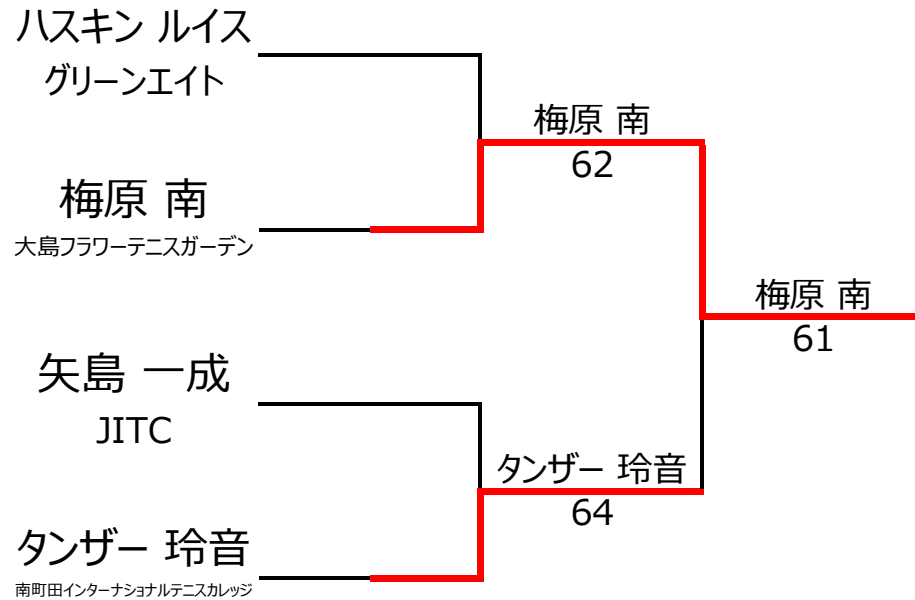 ハスキン ルイス
グリーンエイト
梅原 南
62
梅原 南
大島フラワーテニスガーデン
梅原 南
61
矢島 一成
JITC
タンザー 玲音
64
タンザー 玲音
南町田インターナショナルテニスカレッジ